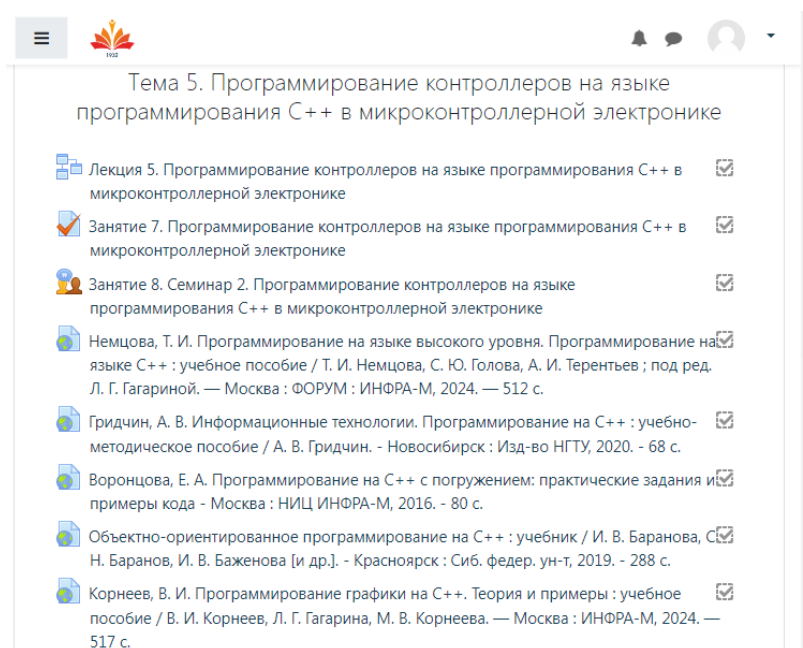 1932
Тема 5. Программирование контроллеров на языке
программирования С++ в микроконтроллерной электронике
Лекция 5. Программирование контроллеров на языке программирования С++ в
микроконтроллерной электронике
Занятие 7. Программирование контроллеров на языке программирования С++ в
микроконтроллерной электронике
Занятие 8. Семинар 2. Программирование контроллеров на языке
программирования С++ в микроконтроллерной электронике
Немцова, Т. И. Программирование на языке высокого уровня. Программирование на
языке С++ : учебное пособие / Т. И. Немцова, С. Ю. Голова, А. И. Терентьев ; под ред.
Л. Г. Гагариной. — Москва : ФОРУМ : ИНФРА-М, 2024. — 512 с.
Гридчин, А. В. Информационные технологии. Программирование на С++ : учебно-
методическое пособие / А. В. Гридчин. - Новосибирск : Изд-во НГТУ, 2020. - 68 с.
Воронцова, Е. А. Программирование на С++ с погружением: практические задания и
примеры кода - Москва : НИЦ ИНФРА-М, 2016. - 80 с.
Объектно-ориентированное программирование на С++ : учебник / И. В. Баранова, С.
Н. Баранов, И. В. Баженова [и др.]. - Красноярск : Сиб. федер. ун-т, 2019. - 288 с.
Корнеев, В. И. Программирование графики на С++. Теория и примеры : учебное
пособие / В. И. Корнеев, Л. Г. Гагарина, М. В. Корнеева. — Москва : ИНФРА-М, 2024. —
517 с.